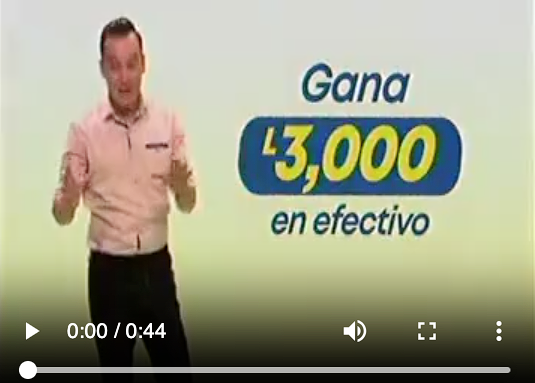 Gana
L3,000
en efectivo
0:00 / 0:44